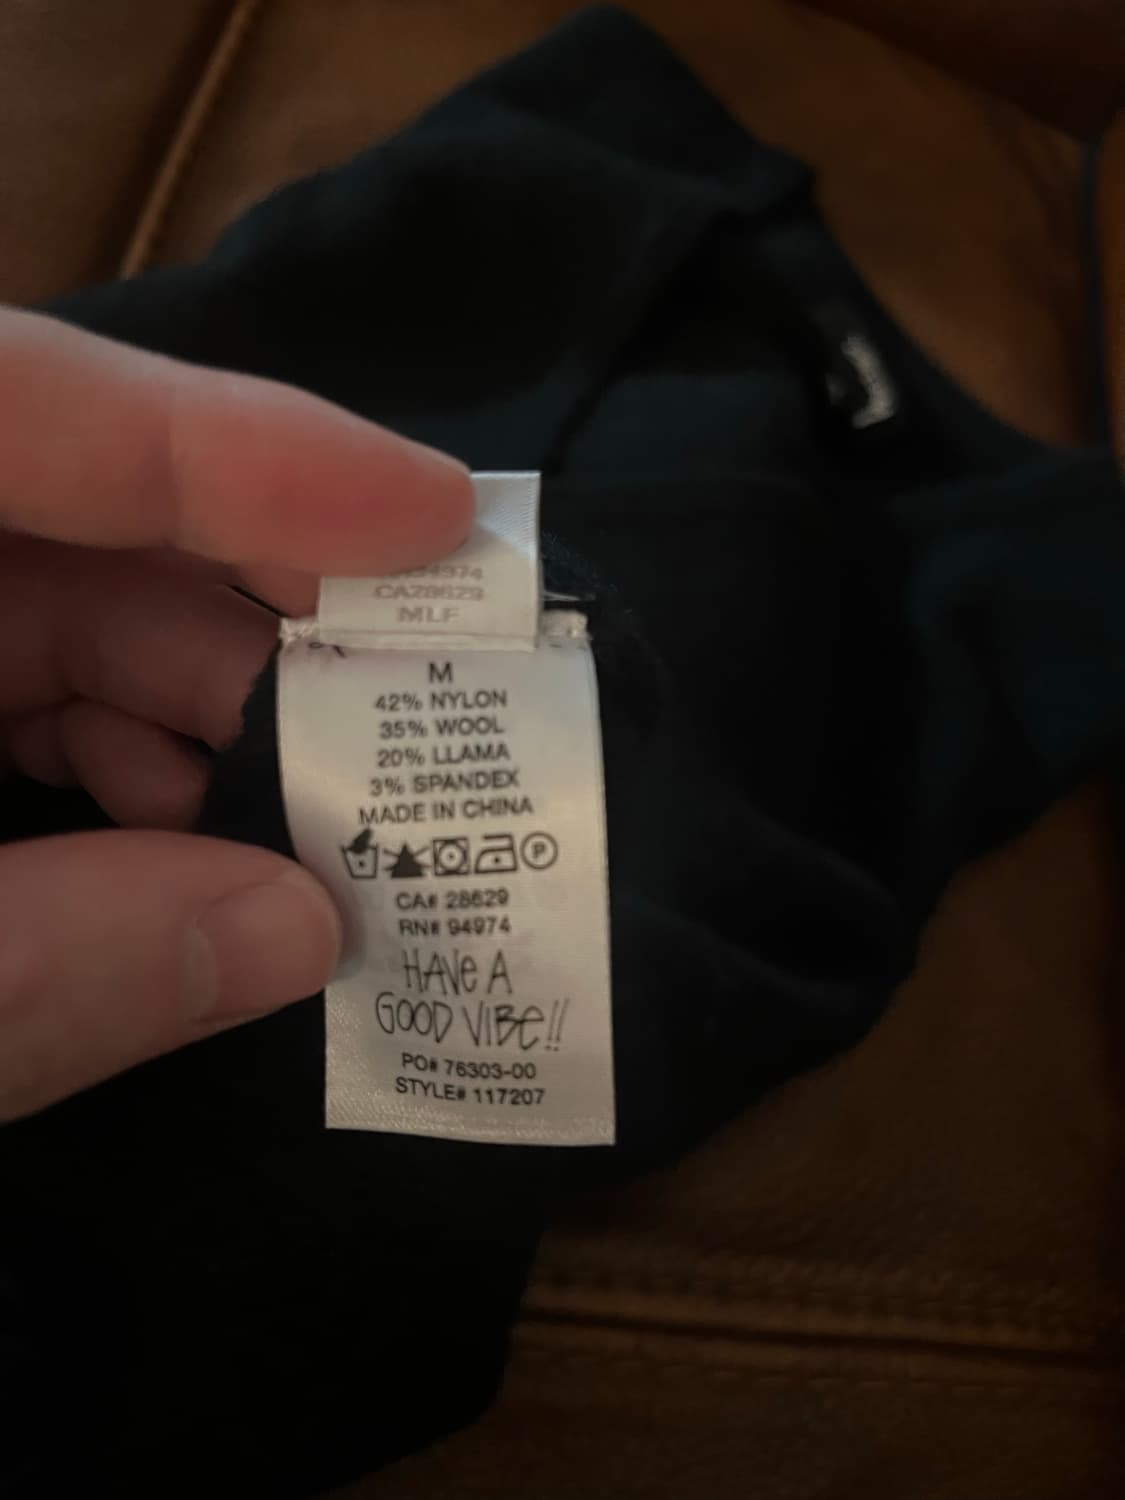 CA28629
MLF
M
42% NYLON
35% WOOL
20% LLAMA
3% SPANDEX
MADE IN CHINA
P
CA# 28629
RN# 94974
HAVE A
GOOD VIBE!!
PO# 76303-00
STYLE# 117207